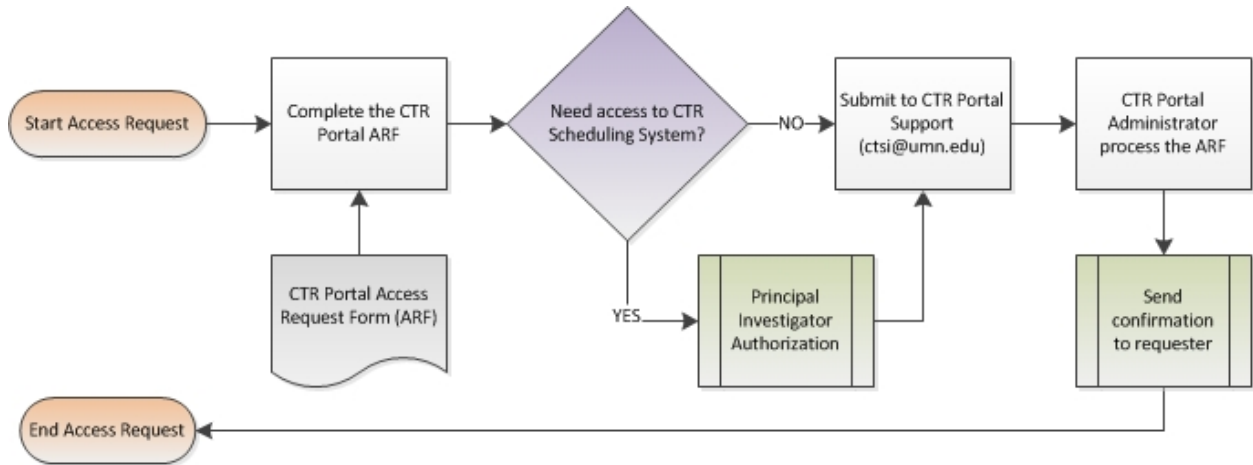 Start Access Request
Complete the CTR
Portal ARF
Need access to CTR
Scheduling System?
NO
Submit to CTR Portal
Support
(ctsi@umn.edu)
CTR Portal
Administrator
process the ARF
CTR Portal Access
Request Form (ARF)
YES
Principal
Investigator
Authorization
Send
confirmation
to requester
End Access Request